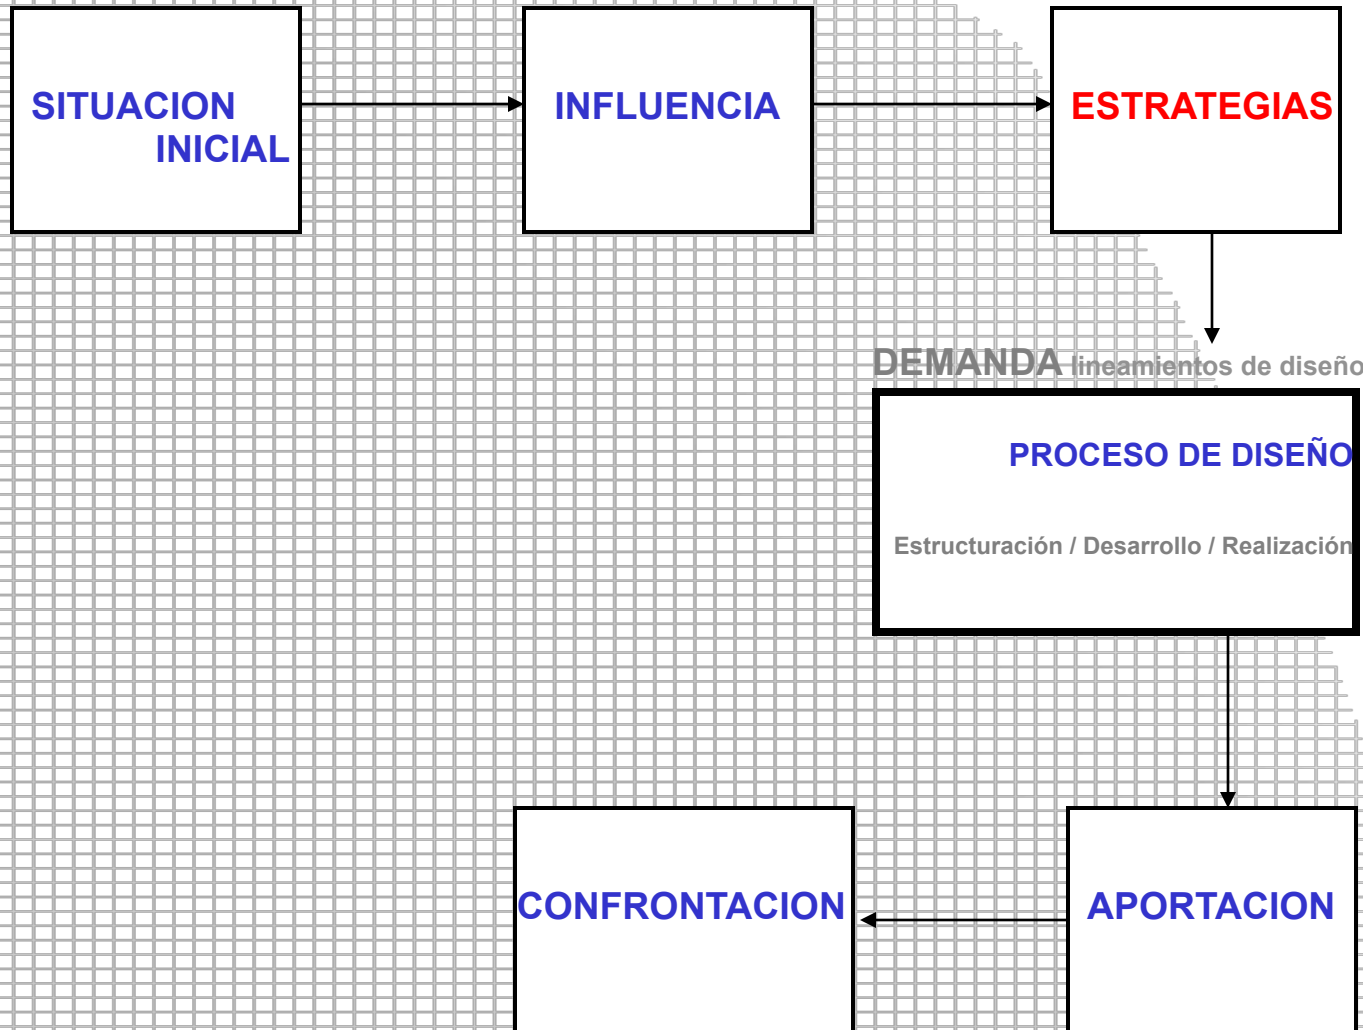 SITUACION
INICIAL
INFLUENCIA
ESTRATEGIAS
DEMANDA lineamientos de diseño
PROCESO DE DISEÑO
Estructuración / Desarrollo / Realización
CONFRONTACION
APORTACION